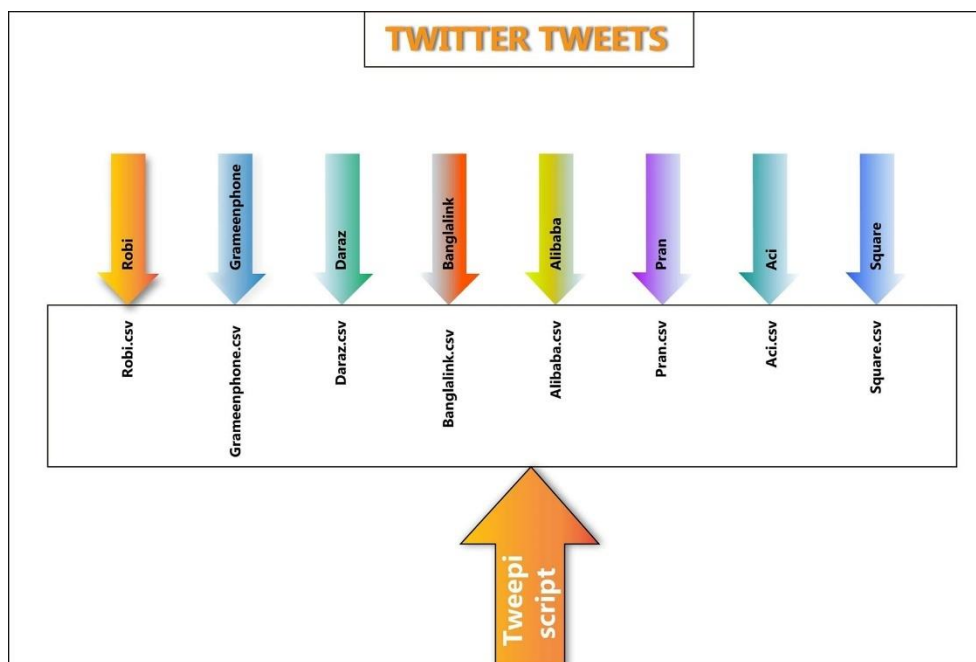 TWITTER TWEETS
Robi
Grameenphone
Daraz
Banglalink
Alibaba
Pran
Aci
Square
Robi.csv
Grameenphone.csv
Daraz.csv
Banglalink.csv
Alibaba.csv
Pran.csv
Aci.csv
Square.csv
Tweepi
script